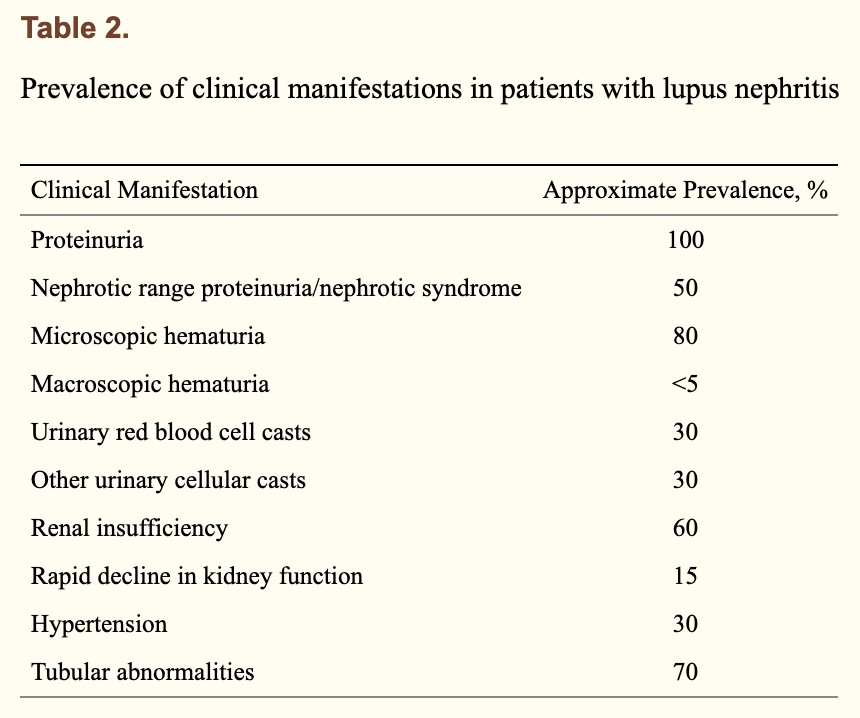 Table 2.
Prevalence of clinical manifestations in patients with lupus nephritis
Clinical Manifestation Approximate Prevalence, %
Proteinuria 100
Nephrotic range proteinuria/nephrotic syndrome 50
Microscopic hematuria 80
Macroscopic hematuria <5
Urinary red blood cell casts 30
Other urinary cellular casts 30
Renal insufficiency 60
Rapid decline in kidney function 15
Hypertension 30
Tubular abnormalities 70